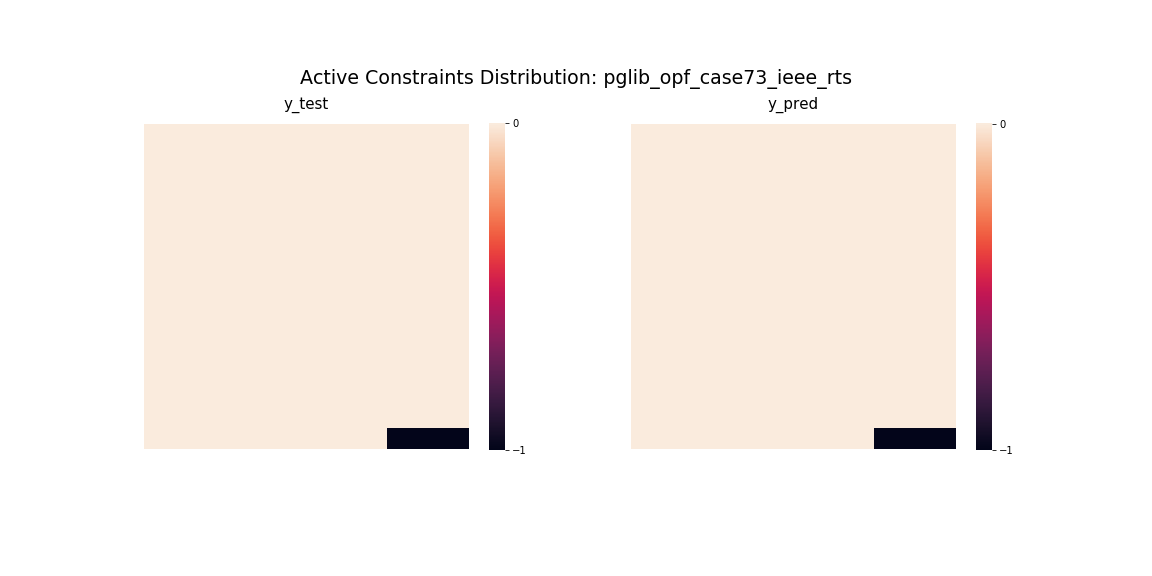 Active Constraints Distribution: pglib_opf_case73_ieee_rts
y_test
y_pred
0
−1
0
−1